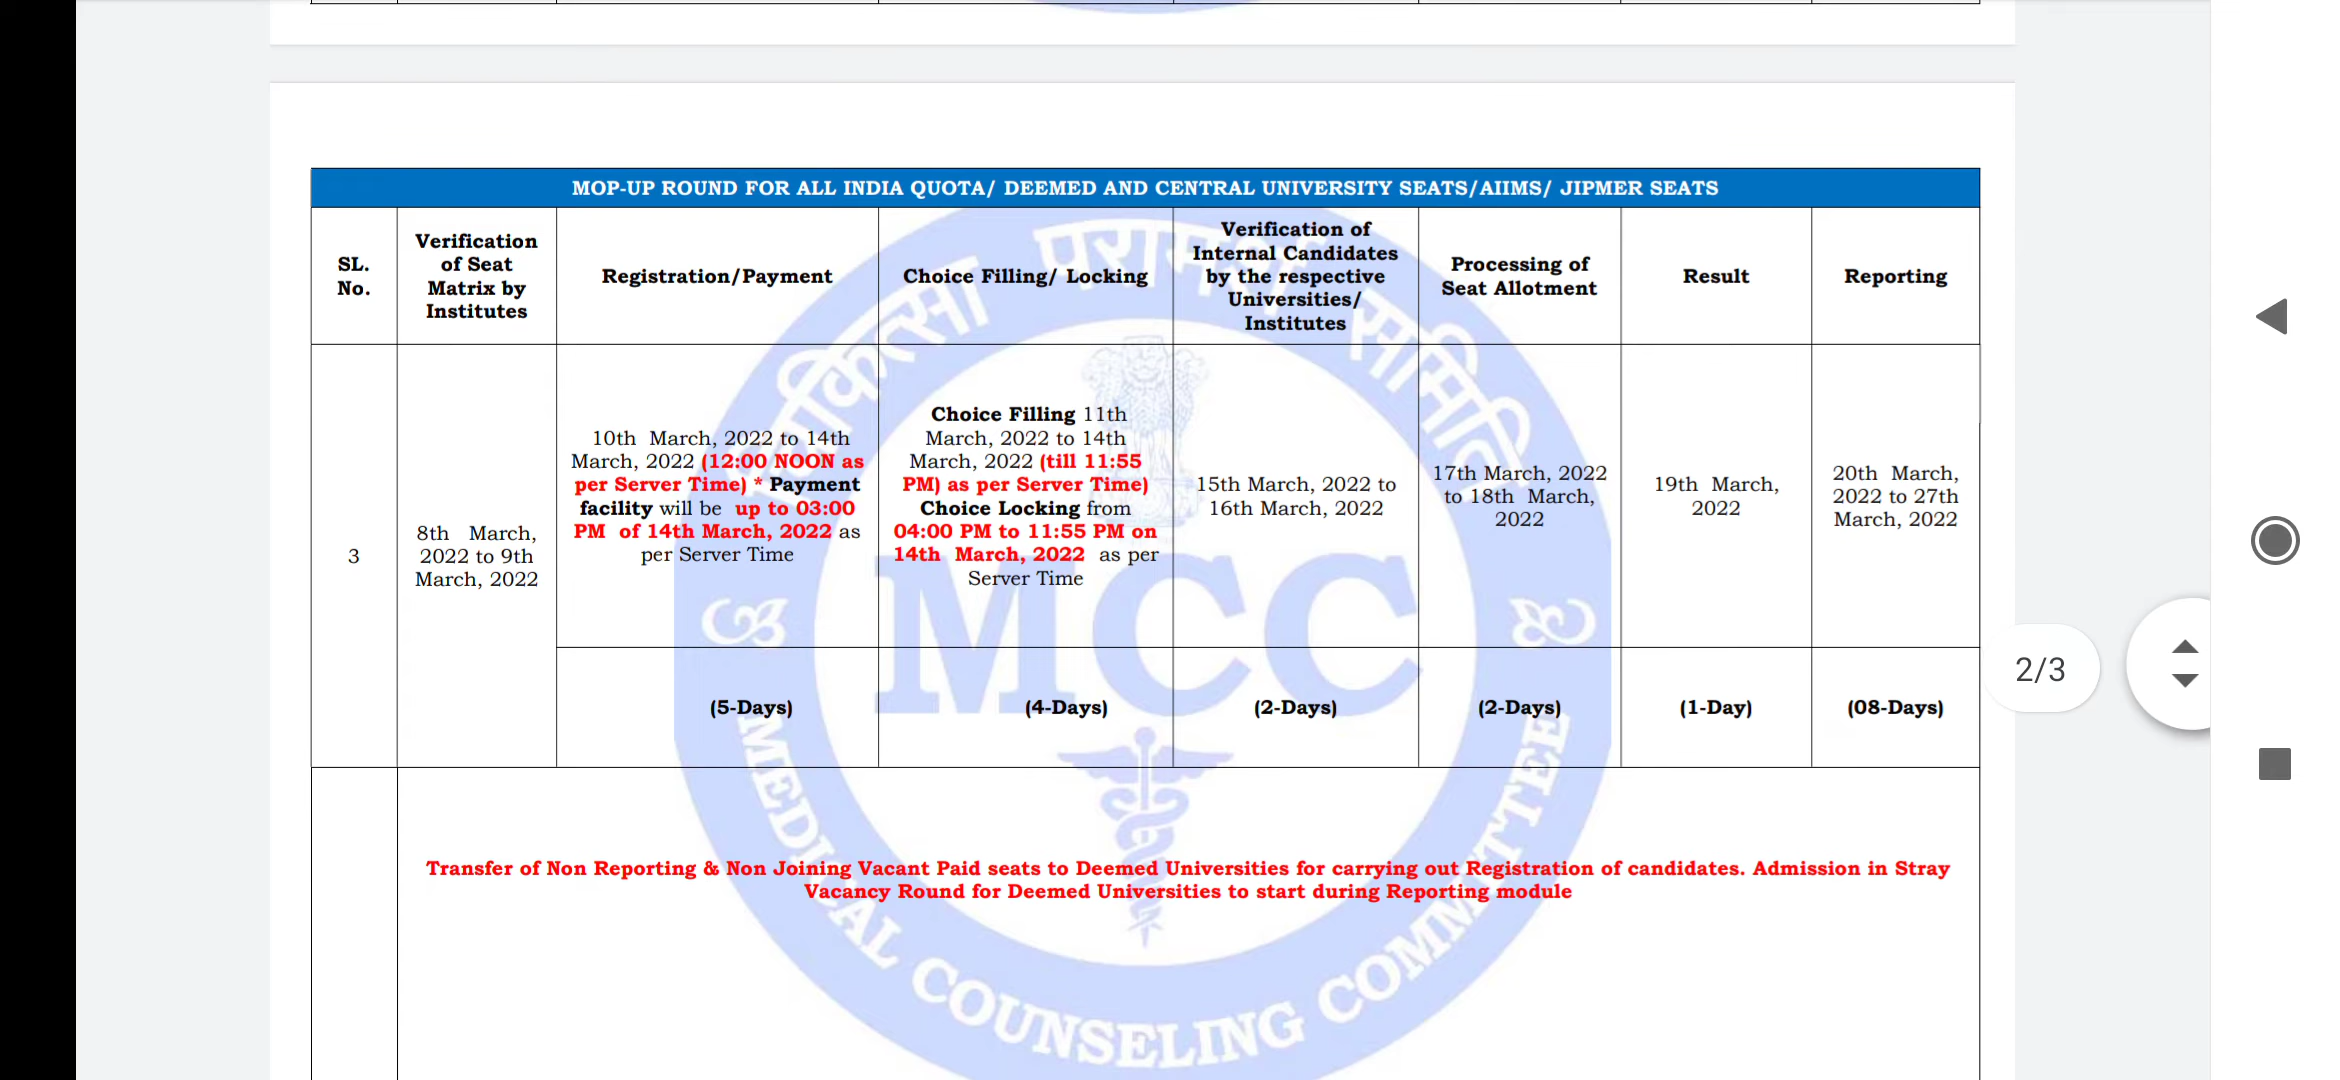 MOP-UP ROUND FOR ALL INDIA QUOTA/ DEEMED AND CENTRAL UNIVERSITY SEATS/AIIMS/ JIPMER SEATS
SL.
No.
Verification
of Seat
Matrix by
Institutes
Registration/Payment
Choice Filling/ Locking
Verification of
Internal Candidates
by the respective
Universities/
Institutes
Processing of
Seat Allotment
Result
Reporting
3
8th March,
2022 to 9th
March, 2022
10th March, 2022 to 14th
March, 2022 (12:00 NOON as
per Server Time) * Payment
facility will be up to 03:00
PM of 14th March, 2022 as
per Server Time
Choice Filling 11th
March, 2022 to 14th
March, 2022 (till 11:55
PM) as per Server Time)
Choice Locking from
04:00 PM to 11:55 PM on
14th March, 2022 as per
Server Time
15th March, 2022 to
16th March, 2022
17th March, 2022
to 18th March,
2022
19th March,
2022
20th March,
2022 to 27th
March, 2022
(5-Days)
(4-Days)
(2-Days)
(2-Days)
(1-Day)
(08-Days)
Transfer of Non Reporting & Non Joining Vacant Paid seats to Deemed Universities for carrying out Registration of candidates. Admission in Stray
Vacancy Round for Deemed Universities to start during Reporting module
चिकित्सा परामर्श समिति
MCC
MEDICAL COUNSELING COMMITTEE
2/3